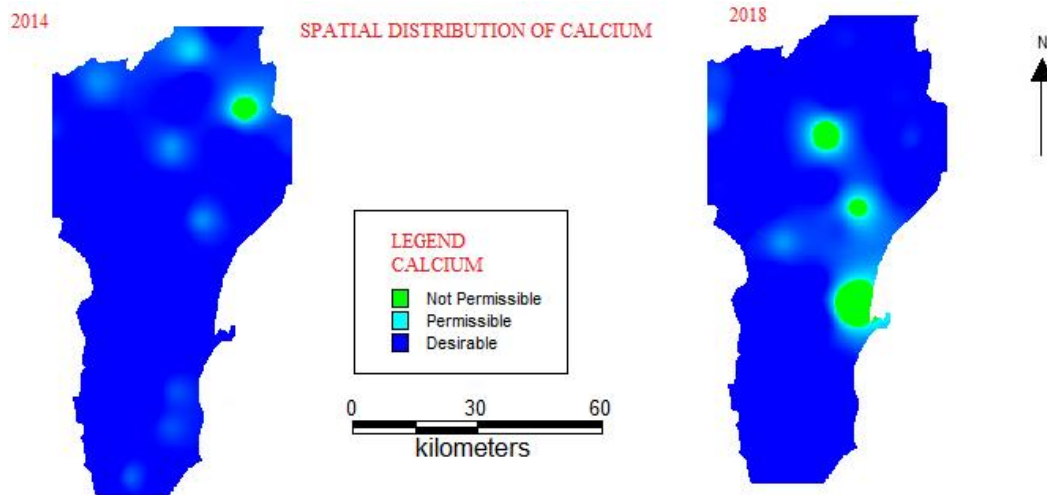 2014
SPATIAL DISTRIBUTION OF CALCIUM
2018
N
LEGEND
CALCIUM
Not Permissible
Permissible
Desirable
0 30 60
kilometers